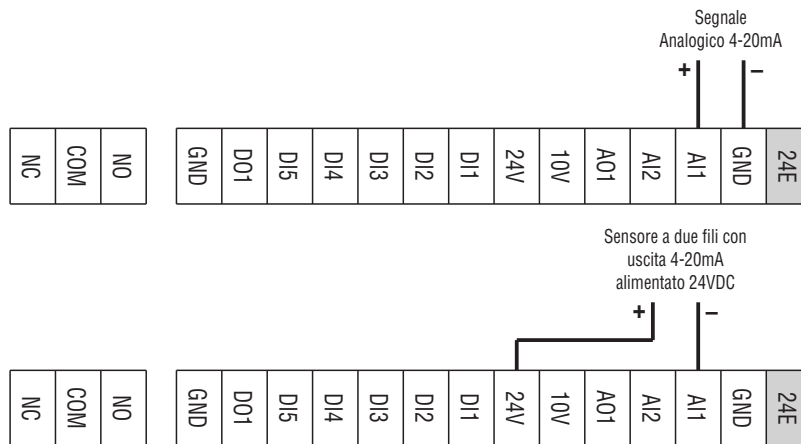 Segnale
Analogico 4-20mA
+ –
NC COM NO GND DO1 DI5 DI4 DI3 DI2 DI1 24V 10V AO1 AI2 AI1 GND 24E
Sensore a due fili con
uscita 4-20mA
alimentato 24VDC
+ –
NC COM NO GND DO1 DI5 DI4 DI3 DI2 DI1 24V 10V AO1 AI2 AI1 GND 24E